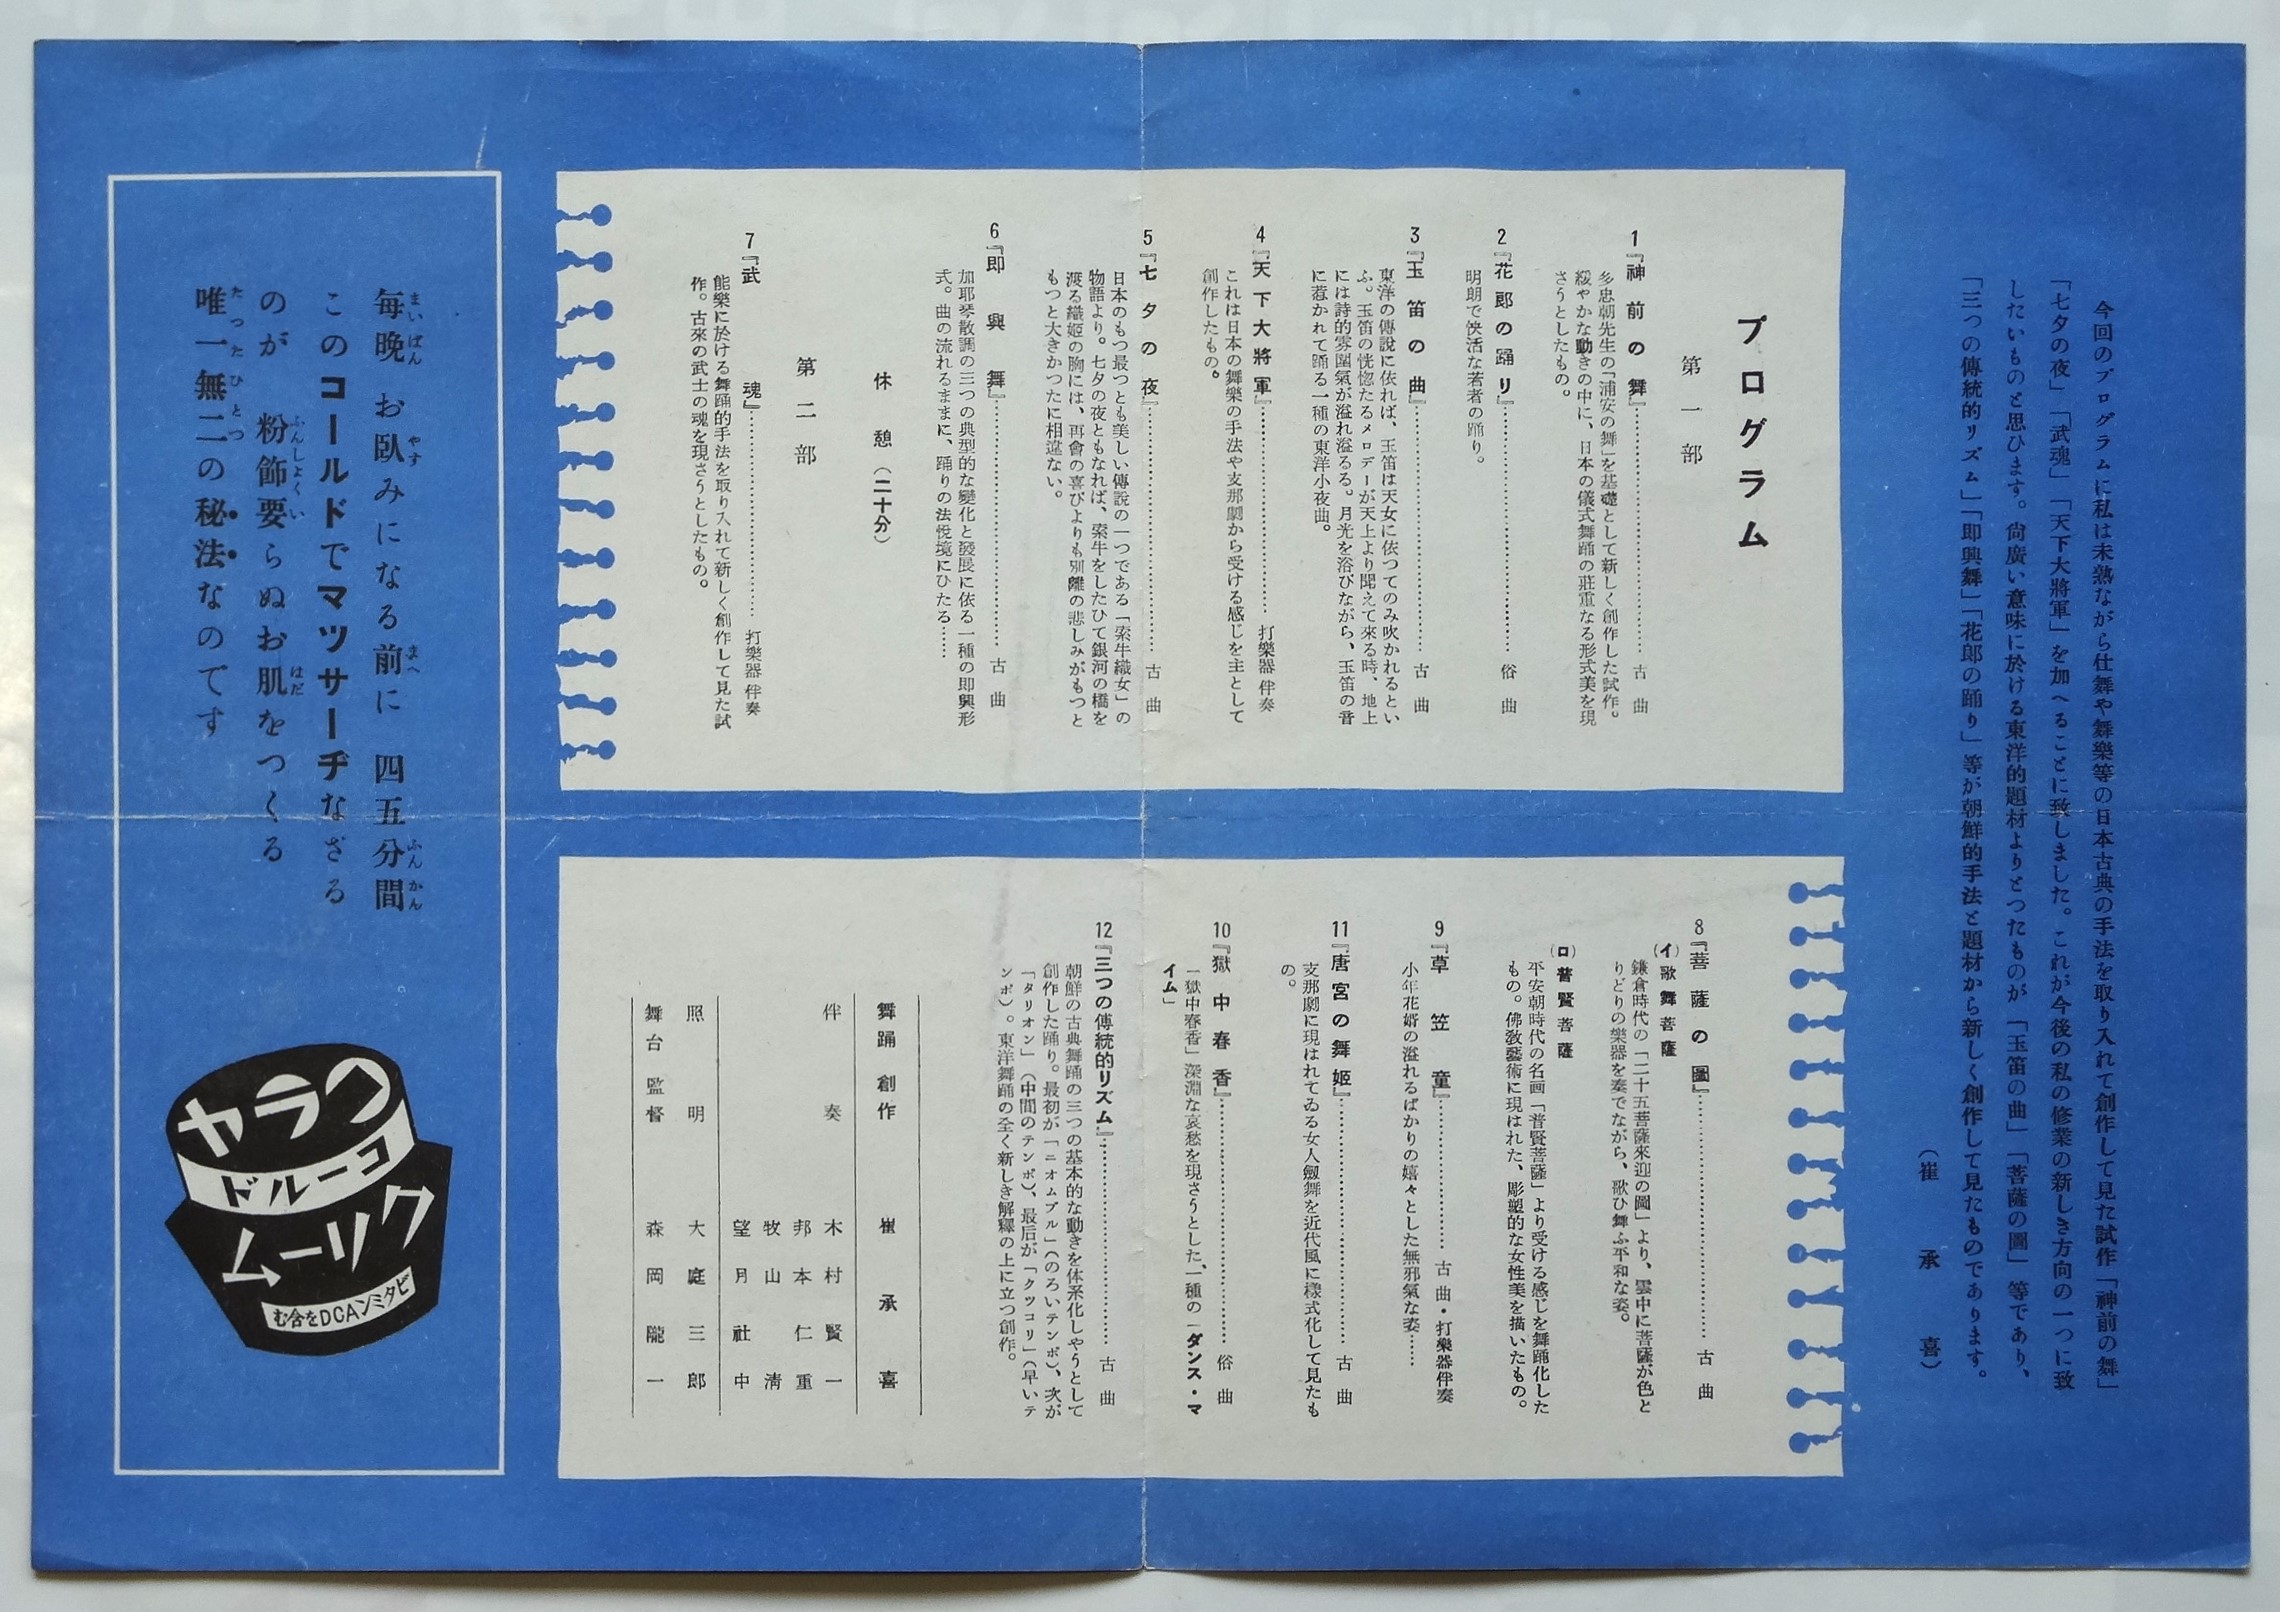 今回のプログラムに私は未熟ながら仕舞や舞樂等の日本古典の手法を取り入れて創作して見た試作「神前の舞」
「七夕の夜」「武魂」「天下大將軍」を加へることに致しました。これが今後の私の修業の新しき方向の一つに致
したいものと思ひます。尙廣い意味に於ける東洋的題材よりとつたものが「玉笛の曲」「菩薩の圖」等であり、
「三つの傳統的リズム」「即興舞」「花郎の踊り」等が朝鮮的手法と題材から新しく創作して見たものであります。
(崔承喜)
プログラム
第一部
1『神前の舞』……古曲
多忠朝先生の「浦安の舞」を基礎として新しく創作した試作。
緩やかな動きの中に、日本の儀式舞踊の莊重なる形式美を現
さうとしたもの。
2『花郎の踊り』……俗曲
明朗で快活な若者の踊り。
3『玉笛の曲』……古曲
東洋の傳說に依れば、玉笛は天女に依つてのみ吹かれるとい
ふ。玉笛の恍惚たるメロデーが天上より聞えて來る時、地上
には詩的雰圍氣が溢れ溢るる。月光を浴びながら、玉笛の音
に惹かれて踊る一種の東洋小夜曲。
4『天下大將軍』……打樂器伴奏
これは日本の舞樂の手法や支那劇から受ける感じを主として
創作したもの。
5『七夕の夜』……古曲
日本のもつ最つとも美しい傳說の一つである「索牛織女」の
物語より。七夕の夜ともなれば、索牛をしたひて銀河の橋を
渡る織姬の胸には、再會の喜びよりも別離の悲しみがもつと
もつと大きかつたに相違ない。
6『即興舞』……古曲
加耶琴散調の三つの典型的な變化と發展に依る一種の即興形
式。曲の流れるままに、踊りの法悅境にひたる……
休憩(二十分)
第二部
7『武魂』……打樂器伴奏
能樂に於ける舞踊的手法を取り入れて新しく創作して見た試
作。古來の武士の魂を現さうとしたもの。
8『菩薩の圖』……古曲
(イ)歌舞菩薩
鎌倉時代の「二十五菩薩來迎の圖」より、雲中に菩薩が色と
りどりの樂器を奏でながら、歌ひ舞ふ平和な姿。
(ロ)普賢菩薩
平安朝時代の名画「普賢菩薩」より受ける感じを舞踊化した
もの。佛敎藝術に現はれた、彫塑的な女性美を描いたもの。
9『草笠童』……古曲・打樂器伴奏
小年花婿の溢れるばかりの嬉々とした無邪氣な姿……
11『唐宮の舞姬』……古曲
支那劇に現はれてゐる女人劔舞を近代風に樣式化して見たも
の。
10『獄中春香』……俗曲
「獄中春香」深淵な哀愁を現さうとした、一種の「ダンス・マ
イム」
12『三つの傳統的リズム』……古曲
朝鮮の古典舞踊の三つの基本的な動きを体系化しやうとして
創作した踊り。最初が「ニオムブル」(のろいテンポ)、次が
「タリオン」(中間のテンポ)、最后が「クツコリ」(早いテ
ンポ)。東洋舞踊の全く新しき解釋の上に立つ創作。
舞踊創作 崔承喜
伴奏 木村賢一
邦本仁重
牧山淸
望月社中
照明 大庭三郎
舞台監督 森岡隴一
每晩 お臥みになる前に 四五分間
まいばん やす まへ ふんかん
このコールドでマツサーヂなさる
のが 粉飾要らぬお肌をつくる
ふんしよくい はだ
唯一無二の秘法なのです
たつたひとつ
クラヤ
コールド
クリーム
ビタミンACDを含む